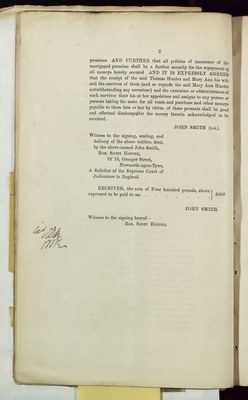 3
premises AND FURTHER that all policies of insurance of the
mortgaged premises shall be a further security for the repayment of
all moneys hereby secured AND IT IS EXPRESSLY AGREED
that the receipt of the said Thomas Hunter and Mary Ann his wife
and the survivor of them (and as regards the said Mary Ann Hunter
notwithstanding any coverture) and the executors or administrators of
such survivor their his or her appointees and assigns to any person or
persons taking the same for all rents and purchase and other moneys
payable to them him or her by virtue of these presents shall be good
and effectual discharges for the money therein acknowledged to be
received.
JOHN SMITH (L.S.)
Witness to the signing, sealing, and
delivery of the above written deed,
by the above-named John Smith,
Rob. Scott Hopper,
Of 18, Grainger Street,
Newcastle-upon-Tyne,
A Solicitor of the Supreme Court of
Judicature in England.
RECEIVED, the sum of Four hundred pounds, above
expressed to be paid to me £400
JOHN SMITH.
Witness to the signing hereof—
Rob. Scott Hopper.